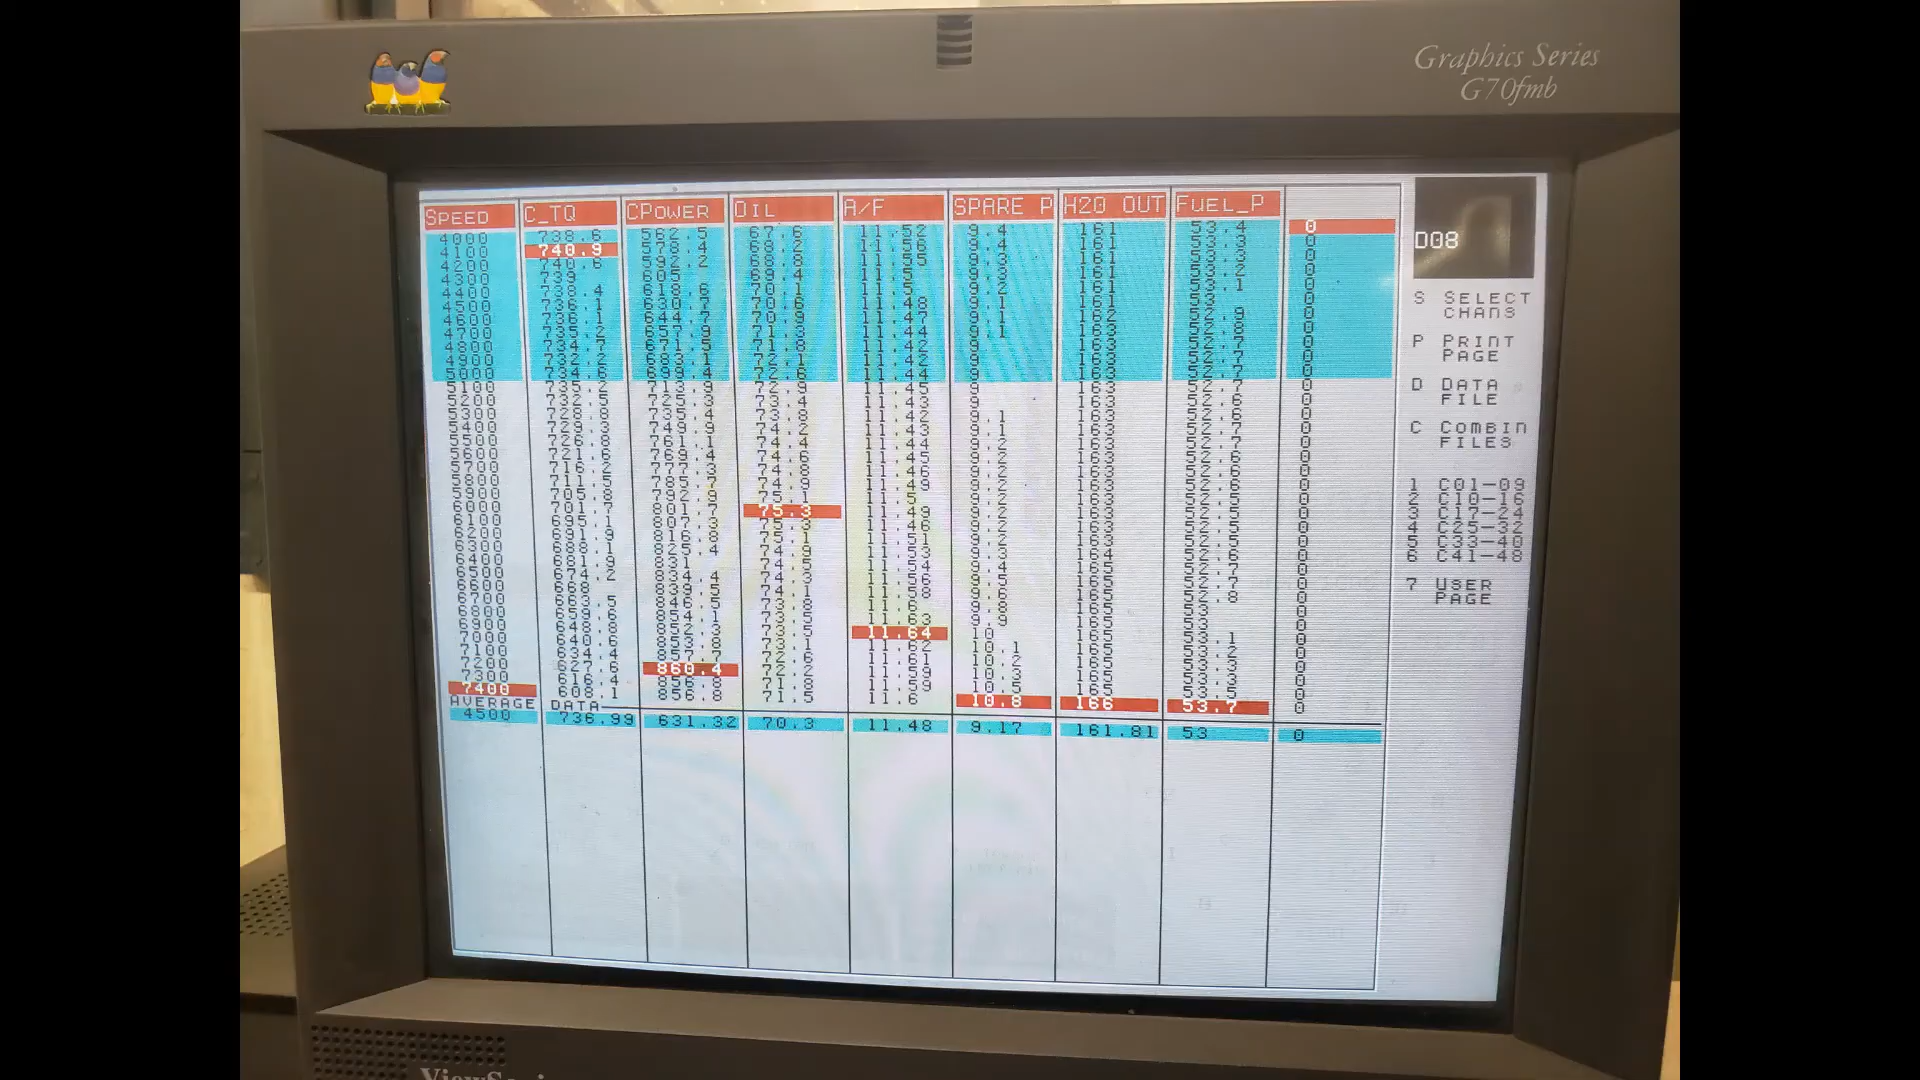 Graphics Series
G70fmb
SPEED C_TQ CPOWER OIL A/F SPARE P H2O OUT FUEL_P
4000 738.6 562.5 67.6 11.52 9.4 161 53.4 0
4100 740.9 578.4 68.2 11.56 9.4 161 53.3 0
4200 740.6 592.2 68.8 11.55 9.3 161 53.3 0
4300 739 605 69.4 11.5 9.3 161 53.2 0
4400 738.4 618.6 70.1 11.5 9.2 161 53.1 0
4500 736.1 630.7 70.6 11.48 9.1 161 53 0
4600 736.1 644.7 70.9 11.47 9.1 162 52.9 0
4700 735.2 657.9 71.3 11.44 9.1 163 52.8 0
4800 734.7 671.5 71.8 11.42 9 163 52.7 0
4900 732.2 683.1 72.1 11.42 9 163 52.7 0
5000 734.6 699.4 72.6 11.44 9 163 52.7 0
5100 735.2 713.9 72.9 11.45 9 163 52.7 0
5200 732.5 725.3 73.4 11.43 9 163 52.6 0
5300 728.8 735.4 73.8 11.42 9.1 163 52.6 0
5400 729.3 749.9 74.2 11.43 9.1 163 52.7 0
5500 726.8 761.1 74.4 11.44 9.2 163 52.7 0
5600 721.6 769.4 74.6 11.45 9.2 163 52.6 0
5700 716.2 777.3 74.8 11.46 9.2 163 52.6 0
5800 711.5 785.7 74.9 11.49 9.2 163 52.6 0
5900 705.8 792.9 75.1 11.5 9.2 163 52.5 0
6000 701.7 801.7 75.3 11.49 9.2 163 52.5 0
6100 695.1 807.3 75.3 11.46 9.2 163 52.5 0
6200 691.9 816.8 75.1 11.51 9.2 163 52.5 0
6300 688.1 825.4 74.9 11.53 9.3 164 52.6 0
6400 681.9 831 74.5 11.54 9.4 165 52.7 0
6500 674.2 834.4 74.3 11.56 9.5 165 52.7 0
6600 668 839.5 74.1 11.58 9.6 165 52.8 0
6700 663.5 846.5 73.8 11.6 9.8 165 53 0
6800 659.6 854.1 73.5 11.63 9.9 165 53 0
6900 648.8 852.3 73.5 11.64 10 165 53.1 0
7000 640.6 853.8 73.1 11.62 10.1 165 53.2 0
7100 634.4 857.7 72.6 11.61 10.2 165 53.3 0
7200 627.6 860.4 72.2 11.59 10.3 165 53.3 0
7300 616.4 856.8 71.8 11.59 10.5 165 53.5 0
7400 608.1 856.8 71.5 11.6 10.8 166 53.7 0
AVERAGE DATA
4500 736.99 631.32 70.3 11.48 9.17 161.81 53 0
D08
S SELECT
CHANS
P PRINT
PAGE
D DATA
FILE
C COMBIN
FILES
1 C01-09
2 C10-16
3 C17-24
4 C25-32
5 C33-40
6 C41-48
7 USER
PAGE